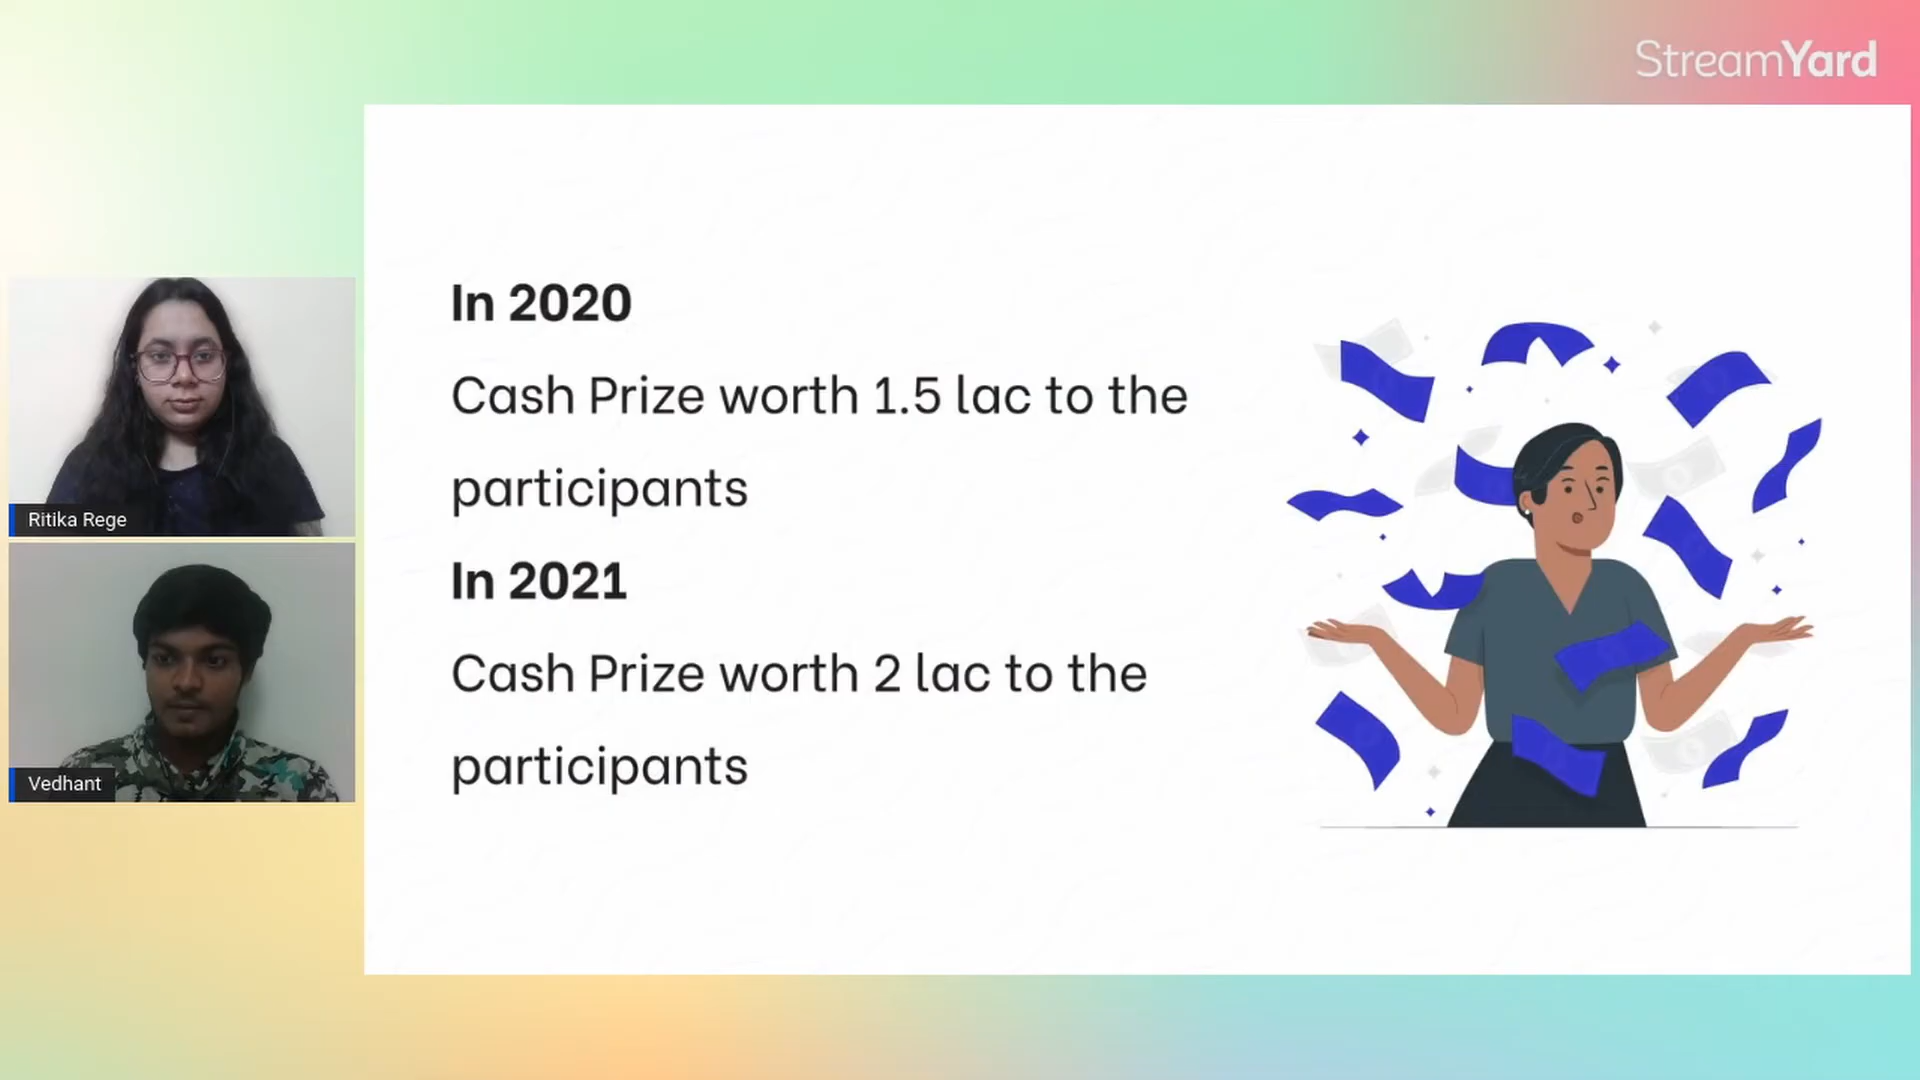 StreamYard
In 2020
Cash Prize worth 1.5 lac to the
participants
In 2021
Cash Prize worth 2 lac to the
participants
Ritika Rege
Vedhant